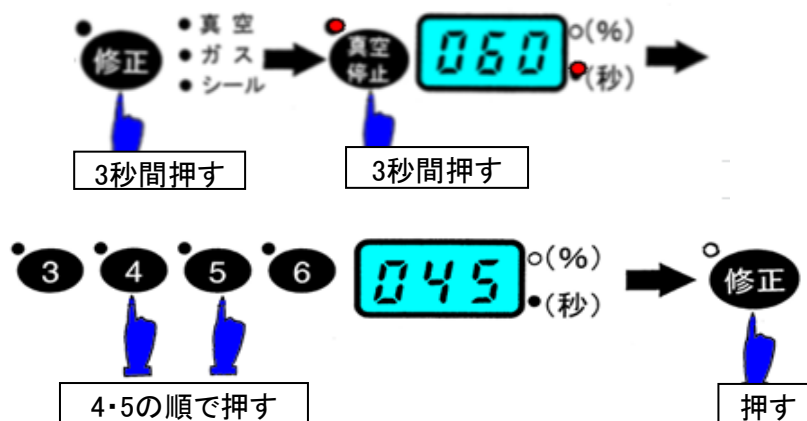 修正
真空
ガス
シール
真空
停止
060
(%)
(秒)
3秒間押す
3秒間押す
3
4
5
6
045
(%)
(秒)
修正
4・5の順で押す
押す